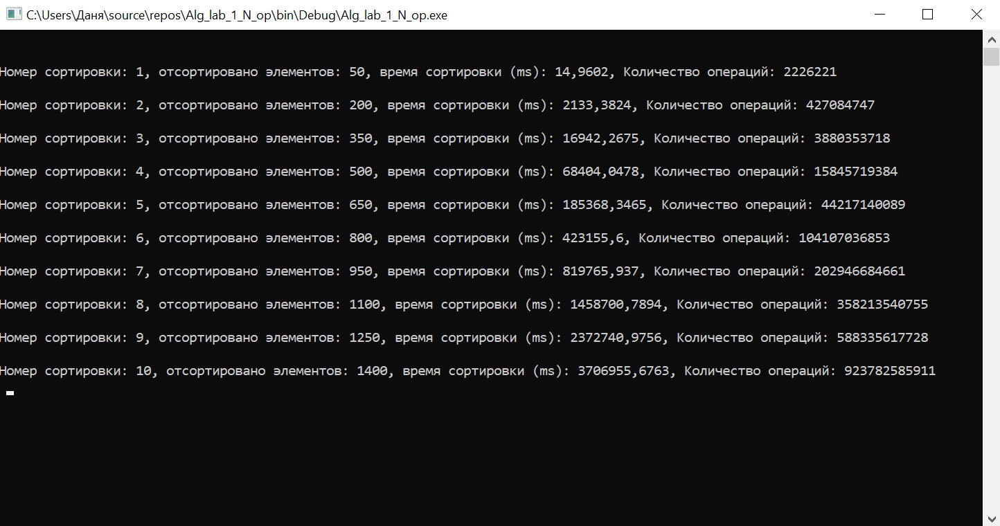 C:\Users\Даня\source\repos\Alg_lab_1_N_op\bin\Debug\Alg_lab_1_N_op.exe
Номер сортировки: 1, отсортировано элементов: 50, время сортировки (ms): 14,9602, Количество операций: 2226221
Номер сортировки: 2, отсортировано элементов: 200, время сортировки (ms): 2133,3824, Количество операций: 427084747
Номер сортировки: 3, отсортировано элементов: 350, время сортировки (ms): 16942,2675, Количество операций: 3880353718
Номер сортировки: 4, отсортировано элементов: 500, время сортировки (ms): 68404,0478, Количество операций: 15845719384
Номер сортировки: 5, отсортировано элементов: 650, время сортировки (ms): 185368,3465, Количество операций: 44217140089
Номер сортировки: 6, отсортировано элементов: 800, время сортировки (ms): 423155,6, Количество операций: 104107036853
Номер сортировки: 7, отсортировано элементов: 950, время сортировки (ms): 819765,937, Количество операций: 202946684661
Номер сортировки: 8, отсортировано элементов: 1100, время сортировки (ms): 1458700,7894, Количество операций: 358213540755
Номер сортировки: 9, отсортировано элементов: 1250, время сортировки (ms): 2372740,9756, Количество операций: 588335617728
Номер сортировки: 10, отсортировано элементов: 1400, время сортировки (ms): 3706955,6763, Количество операций: 923782585911